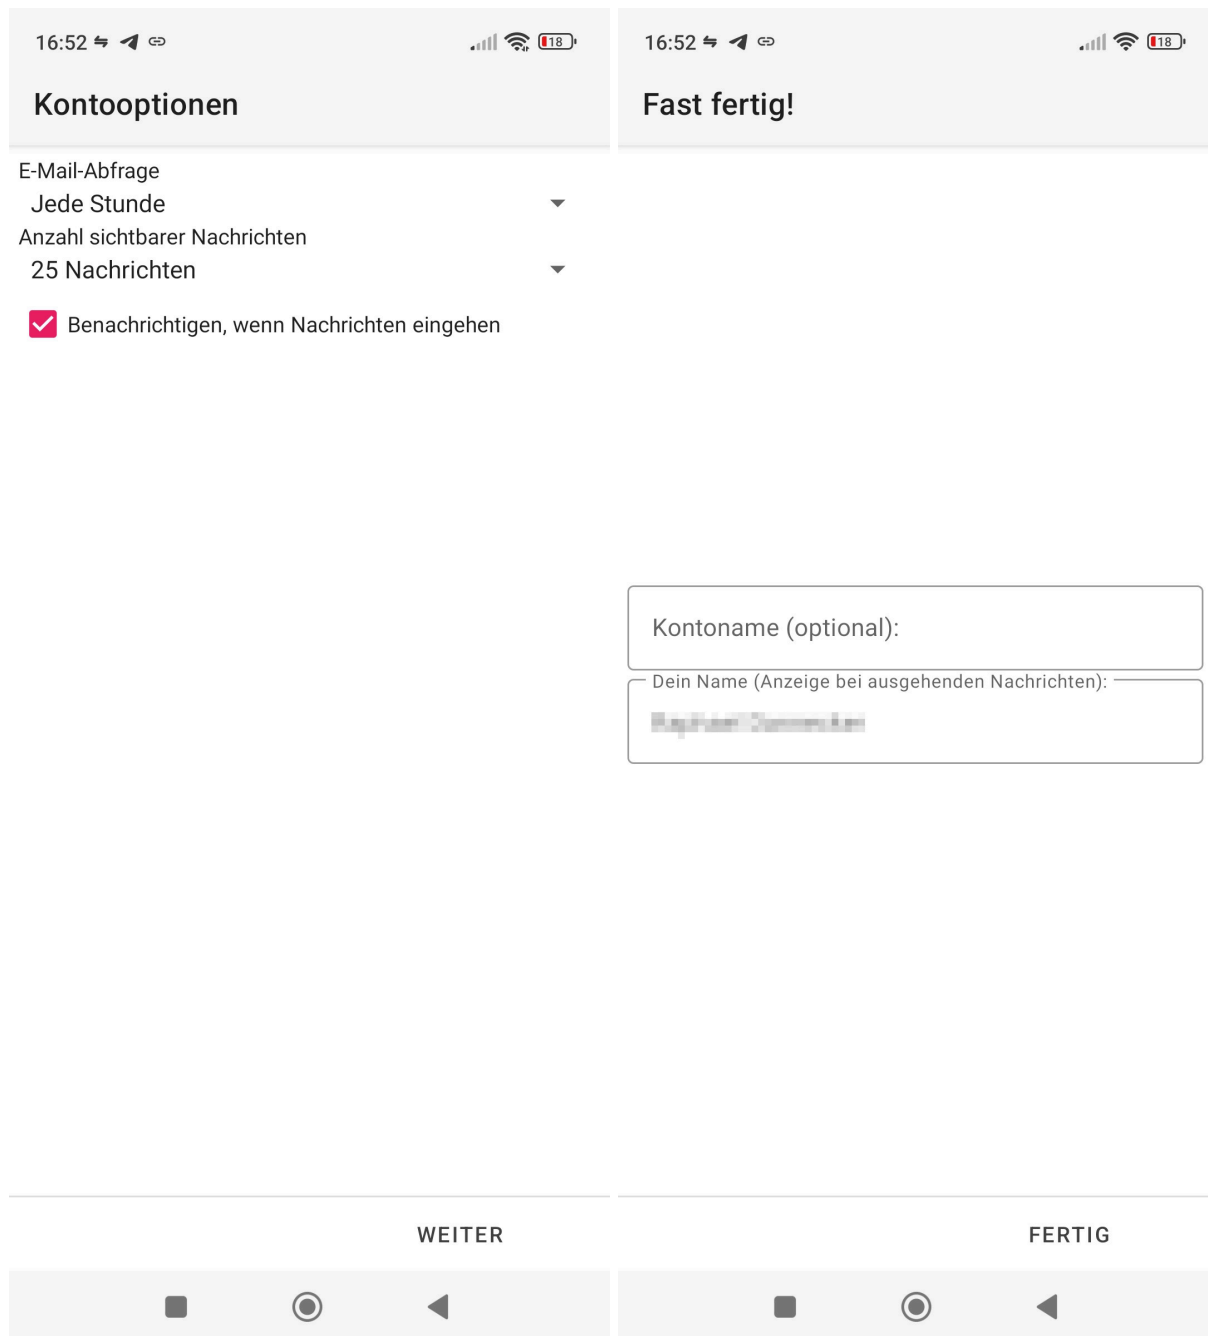 16:52
18
Kontooptionen
E-Mail-Abfrage
Jede Stunde
Anzahl sichtbarer Nachrichten
25 Nachrichten
Benachrichtigen, wenn Nachrichten eingehen
WEITER
16:52
18
Fast fertig!
Kontoname (optional):
Dein Name (Anzeige bei ausgehenden Nachrichten):
FERTIG